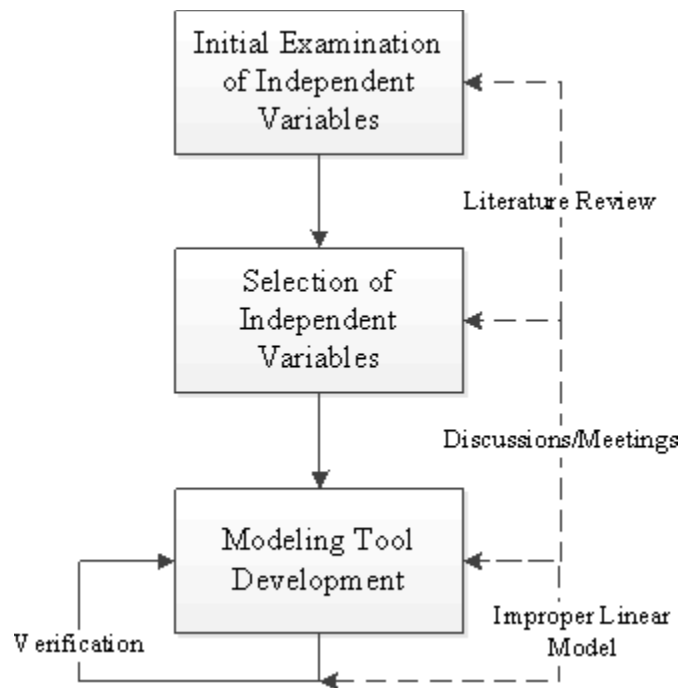 Initial Examination
of Independent
Variables
Literature Review
Selection of
Independent
Variables
Discussions/Meetings
Modeling Tool
Development
Verification
Improper Linear
Model